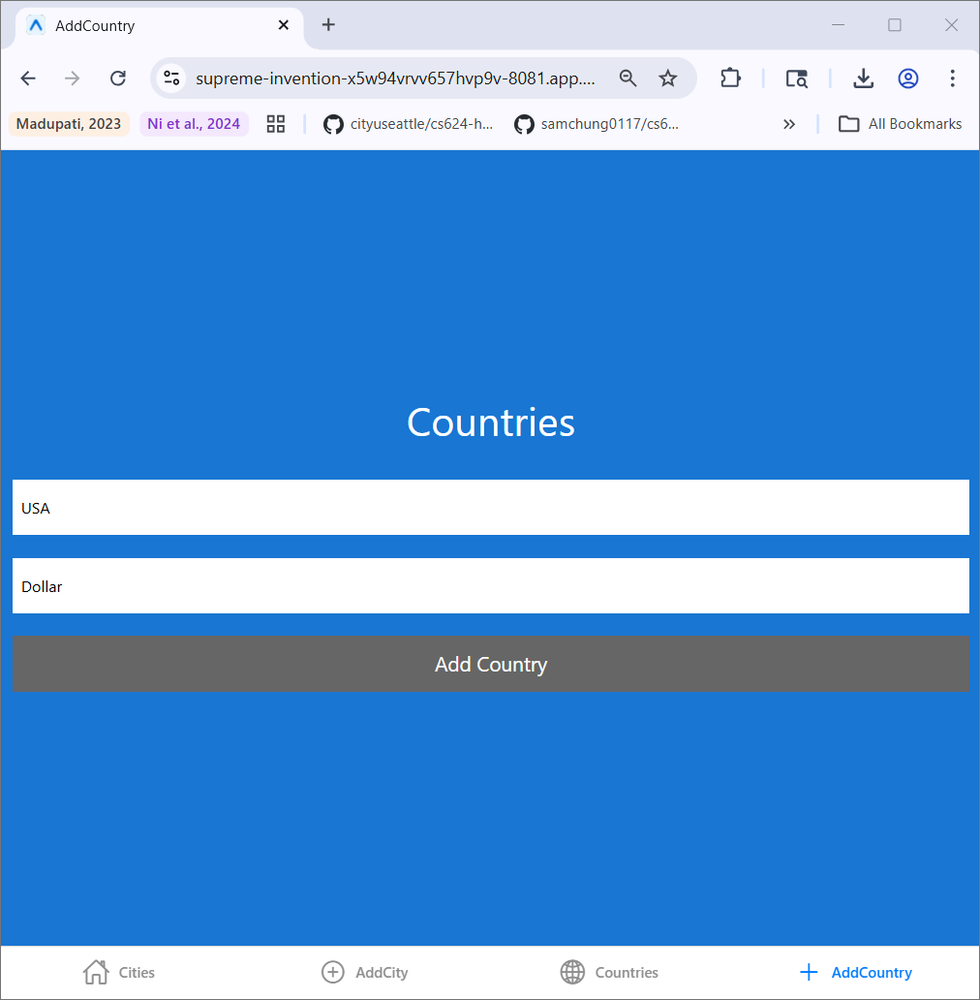 AddCountry
supreme-invention-x5w94vrvv657hvp9v-8081.app....
Madupati, 2023 Ni et al., 2024 cityuseattle/cs624-h... samchung0117/cs6... All Bookmarks
Countries
USA
Dollar
Add Country
Cities AddCity Countries AddCountry